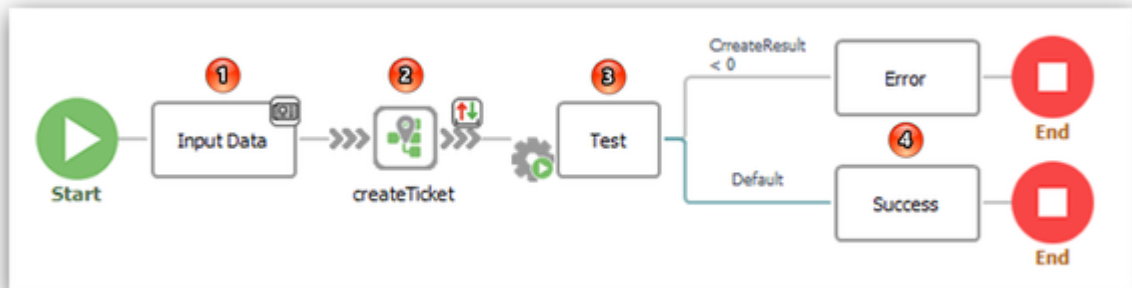 1
2
3
CrreateResult
< 0
Error
End
Input Data
Test
4
Start
createTicket
Default
Success
End